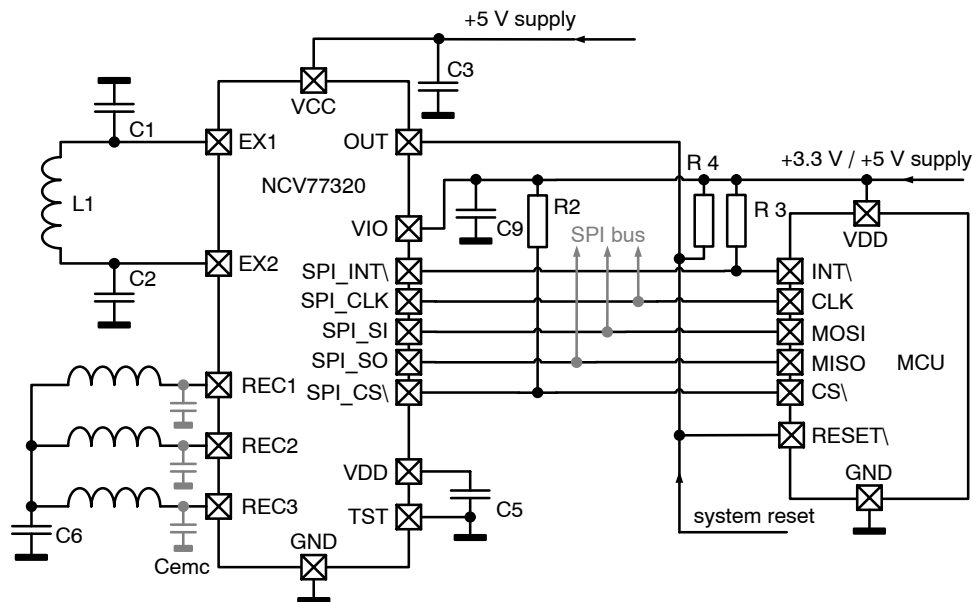 +5 V supply
C3
VCC
C1
EX1
OUT
R 4
+3.3 V / +5 V supply
NCV77320
L1
R2
R 3
VIO
C9
SPI bus
VDD
EX2
SPI_INT\
INT\
C2
SPI_CLK
CLK
SPI_SI
MOSI
SPI_SO
MISO
MCU
REC1
SPI_CS\
CS\
RESET\
REC2
VDD
GND
REC3
TST
C5
system reset
C6
GND
Cemc